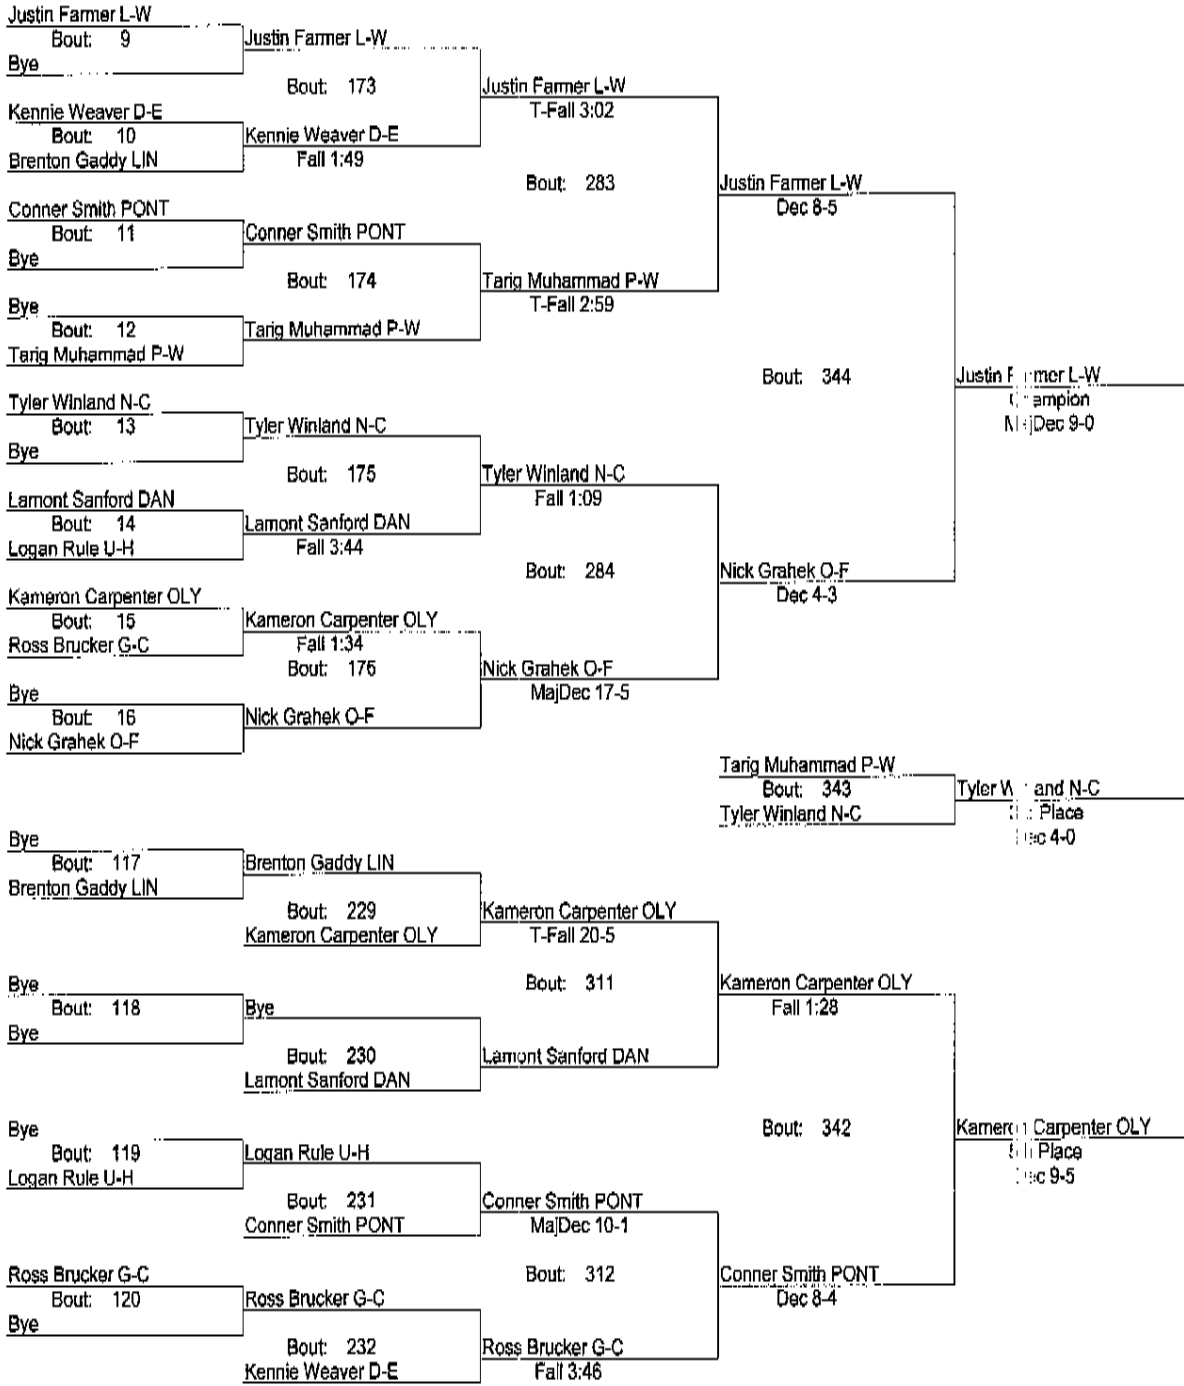 Justin Farmer L-W
Bout: 9
Bye
Justin Farmer L-W
Bout: 173
Kennie Weaver D-E
Bout: 10
Brenton Gaddy LIN
Kennie Weaver D-E
Fall 1:49
Justin Farmer L-W
T-Fall 3:02
Bout: 283
Conner Smith PONT
Bout: 11
Bye
Conner Smith PONT
Bout: 174
Bye
Bout: 12
Tarig Muhammad P-W
Tarig Muhammad P-W
Tarig Muhammad P-W
T-Fall 2:59
Justin Farmer L-W
Dec 8-5
Bout: 344
Tyler Winland N-C
Bout: 13
Bye
Tyler Winland N-C
Bout: 175
Lamont Sanford DAN
Bout: 14
Logan Rule U-H
Lamont Sanford DAN
Fall 3:44
Tyler Winland N-C
Fall 1:09
Bout: 284
Kameron Carpenter OLY
Bout: 15
Ross Brucker G-C
Kameron Carpenter OLY
Fall 1:34
Bout: 176
Bye
Bout: 16
Nick Grahek O-F
Nick Grahek O-F
Nick Grahek O-F
MajDec 17-5
Nick Grahek O-F
Dec 4-3
Justin F mer L-W
ampion
MajDec 9-0
Tarig Muhammad P-W
Bout: 343
Tyler Winland N-C
Tyler W and N-C
Place
Dec 4-0
Bye
Bout: 117
Brenton Gaddy LIN
Brenton Gaddy LIN
Bout: 229
Kameron Carpenter OLY
Kameron Carpenter OLY
T-Fall 20-5
Bout: 311
Bye
Bout: 118
Bye
Bye
Bout: 230
Lamont Sanford DAN
Lamont Sanford DAN
Kameron Carpenter OLY
Fall 1:28
Bout: 342
Bye
Bout: 119
Logan Rule U-H
Logan Rule U-H
Bout: 231
Conner Smith PONT
Conner Smith PONT
MajDec 10-1
Bout: 312
Ross Brucker G-C
Bout: 120
Bye
Ross Brucker G-C
Bout: 232
Kennie Weaver D-E
Ross Brucker G-C
Fall 3:46
Conner Smith PONT
Dec 8-4
Kameron Carpenter OLY
Place
Dec 9-5